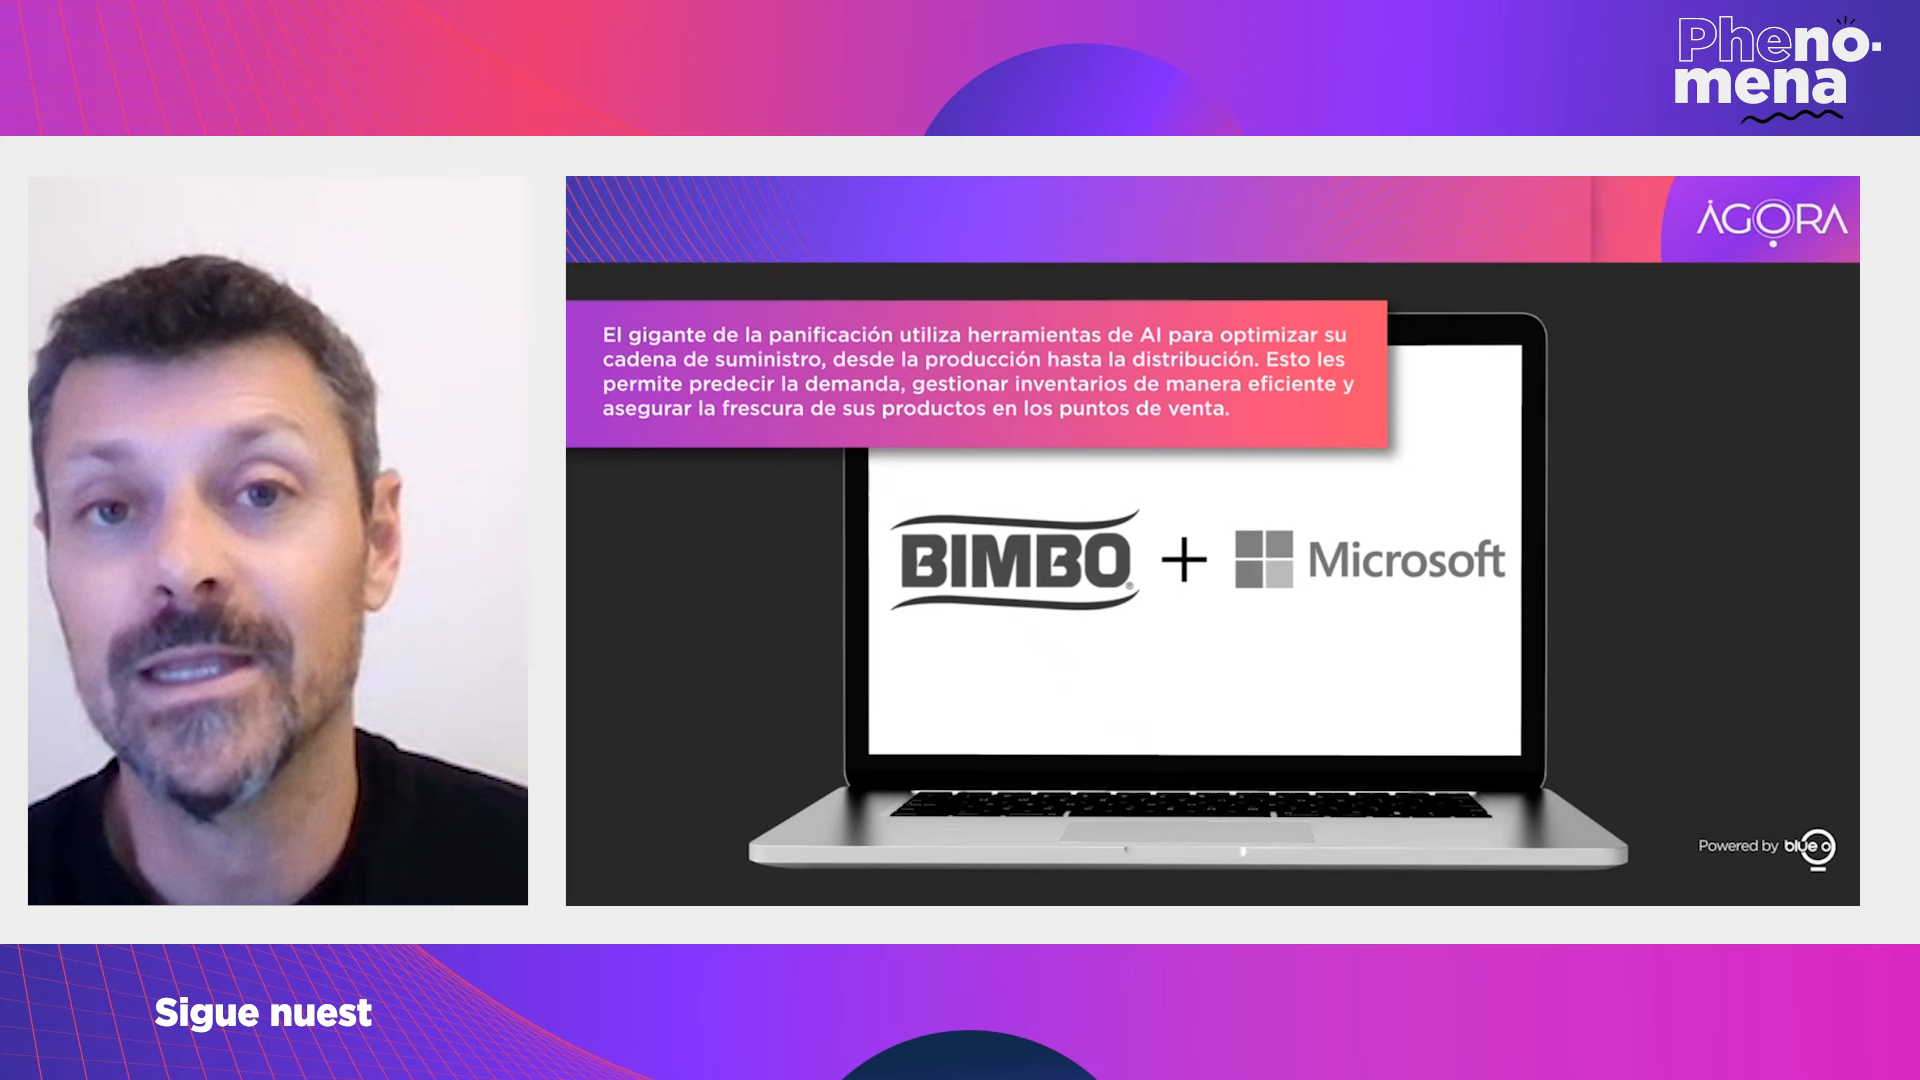 Pheno-
mena
ÁGORA
El gigante de la panificación utiliza herramientas de AI para optimizar su
cadena de suministro, desde la producción hasta la distribución. Esto les
permite predecir la demanda, gestionar inventarios de manera eficiente y
asegurar la frescura de sus productos en los puntos de venta.
BIMBO® + Microsoft
Powered by blue oi
Sigue nuest